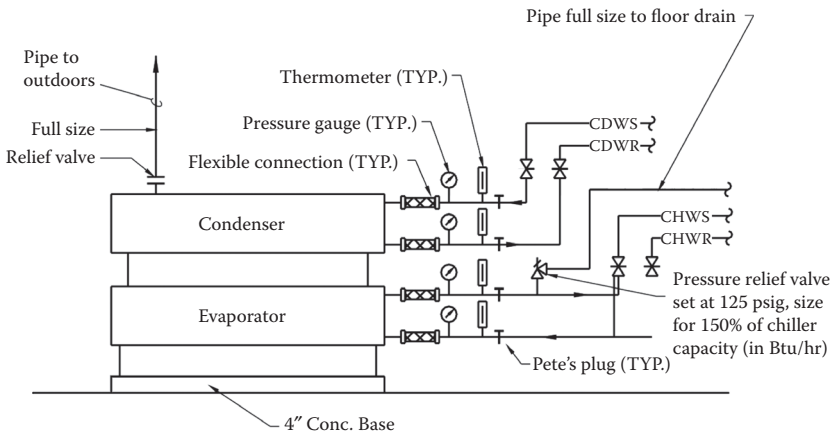 Pipe full size to floor drain
Pipe to
outdoors
Thermometer (TYP.)
Full size
Pressure gauge (TYP.)
CDWS
CDWR
Relief valve
Flexible connection (TYP.)
Condenser
CHWS
CHWR
Pressure relief valve
set at 125 psig, size
for 150% of chiller
capacity (in Btu/hr)
Evaporator
Pete's plug (TYP.)
4″ Conc. Base